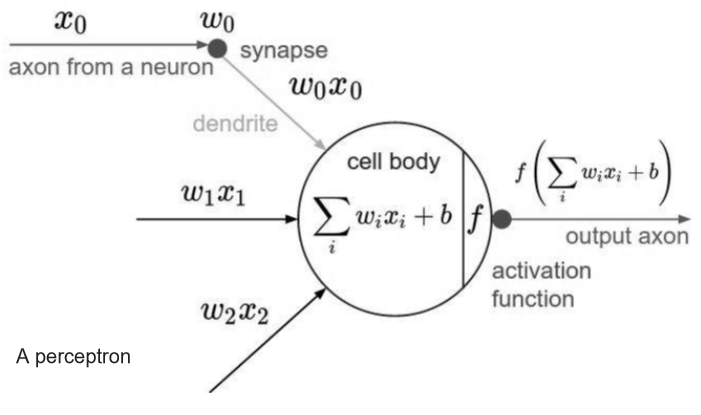 x₀ w₀
synapse
axon from a neuron
w₀x₀
dendrite
cell body
f(∑ᵢ wᵢxᵢ + b)
w₁x₁
∑ᵢ wᵢxᵢ + b f
output axon
activation
function
w₂x₂
A perceptron